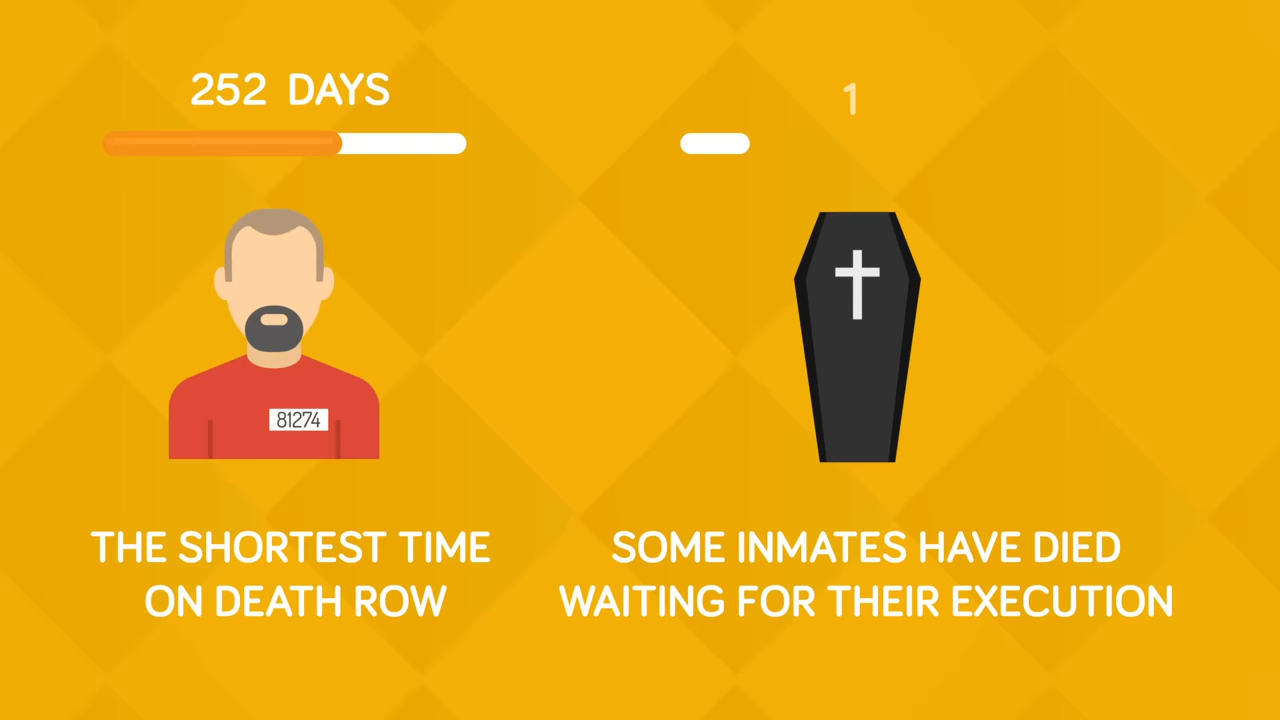 252 DAYS
1
81274
THE SHORTEST TIME
ON DEATH ROW
SOME INMATES HAVE DIED
WAITING FOR THEIR EXECUTION